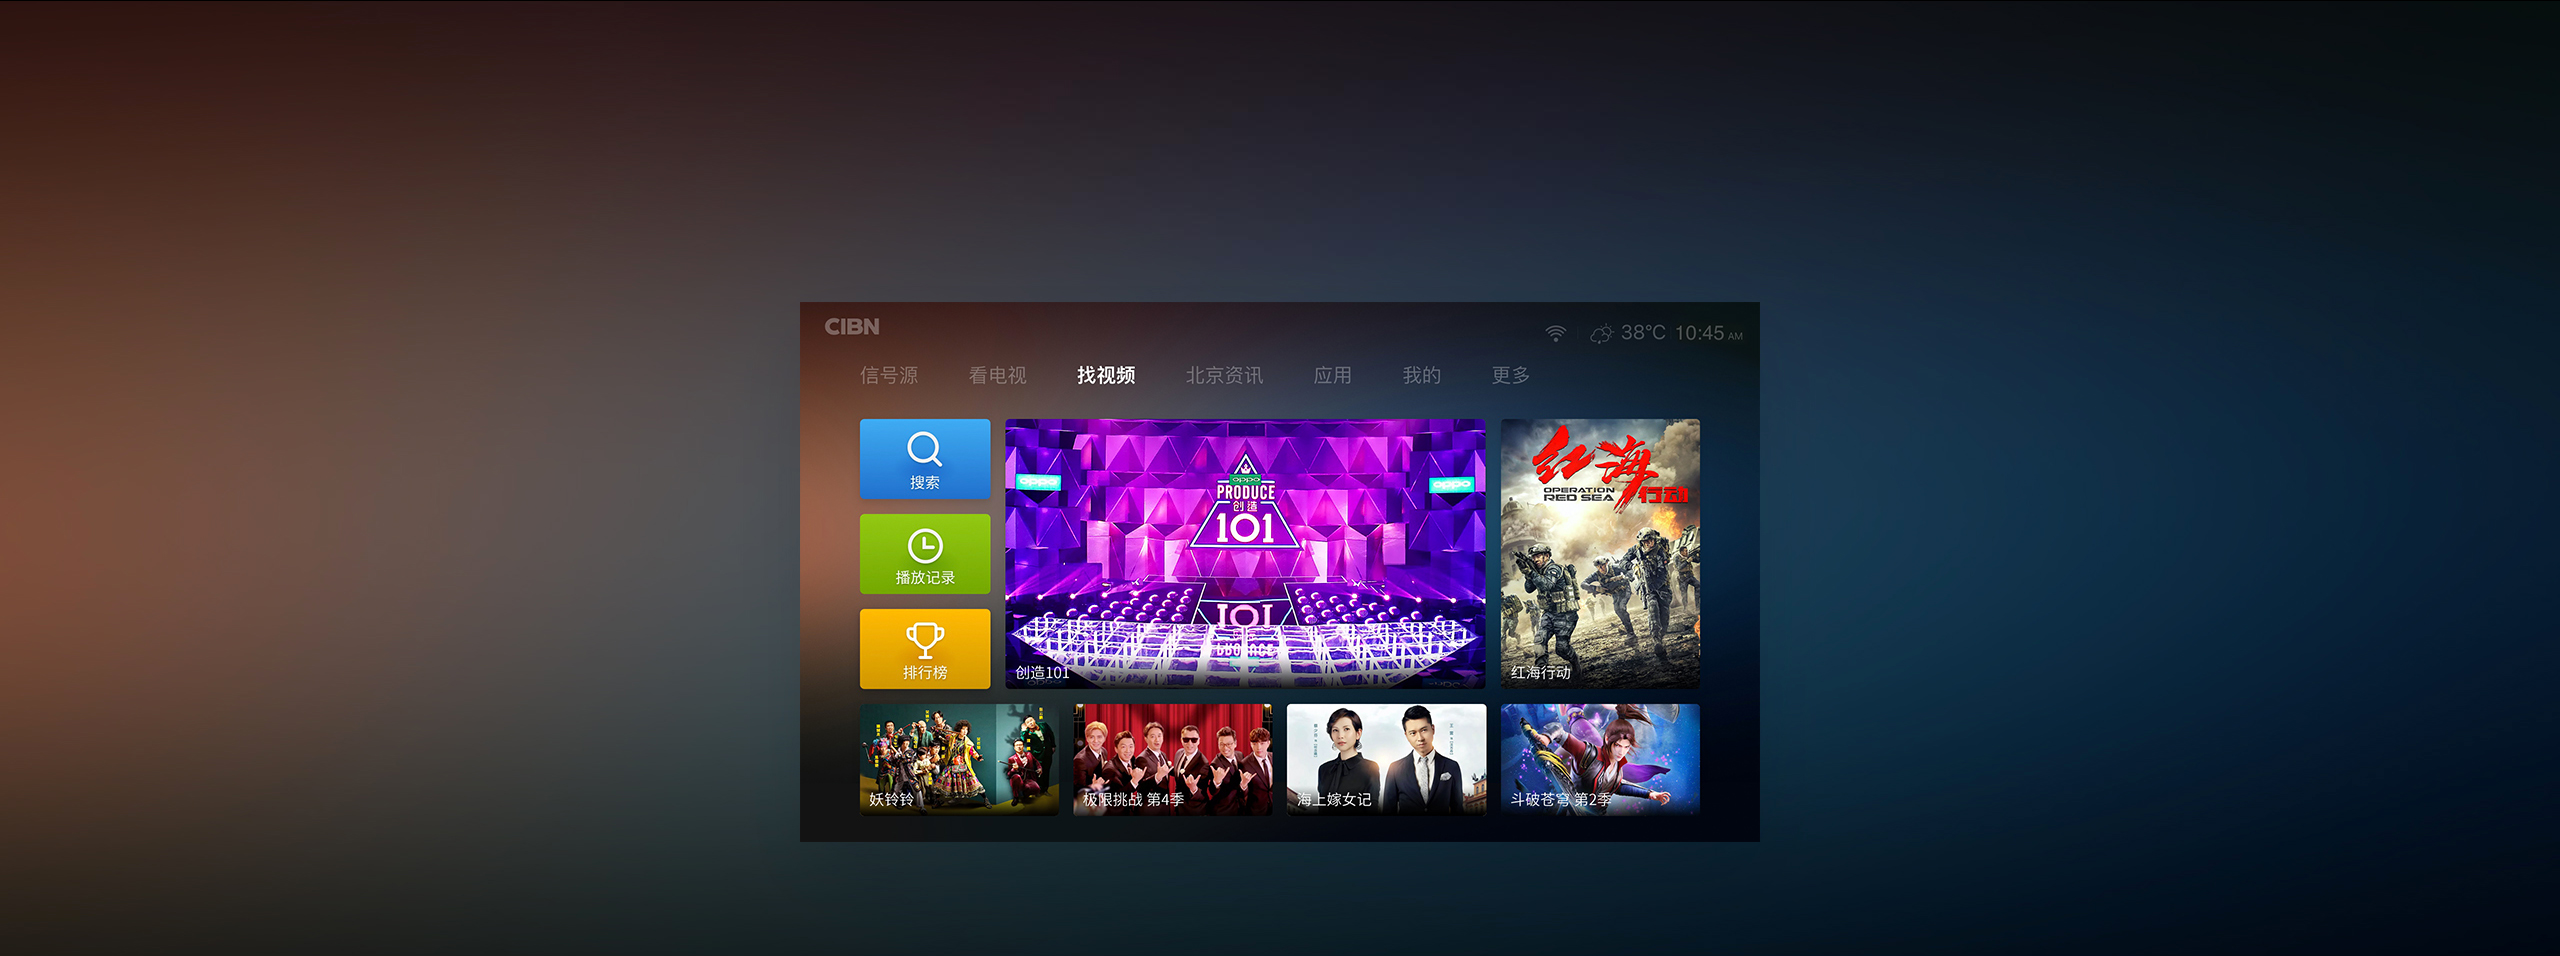 CIBN
38°C 10:45 AM
信号源 看电视 找视频 北京资讯 应用 我的 更多
搜索
播放记录
排行榜
oppo
oppo
oppo
PRODUCE
创造
101
创造101
红海行动
OPERATION
RED SEA
红海行动
妖铃铃
极限挑战 第4季
海上嫁女记
斗破苍穹 第2季